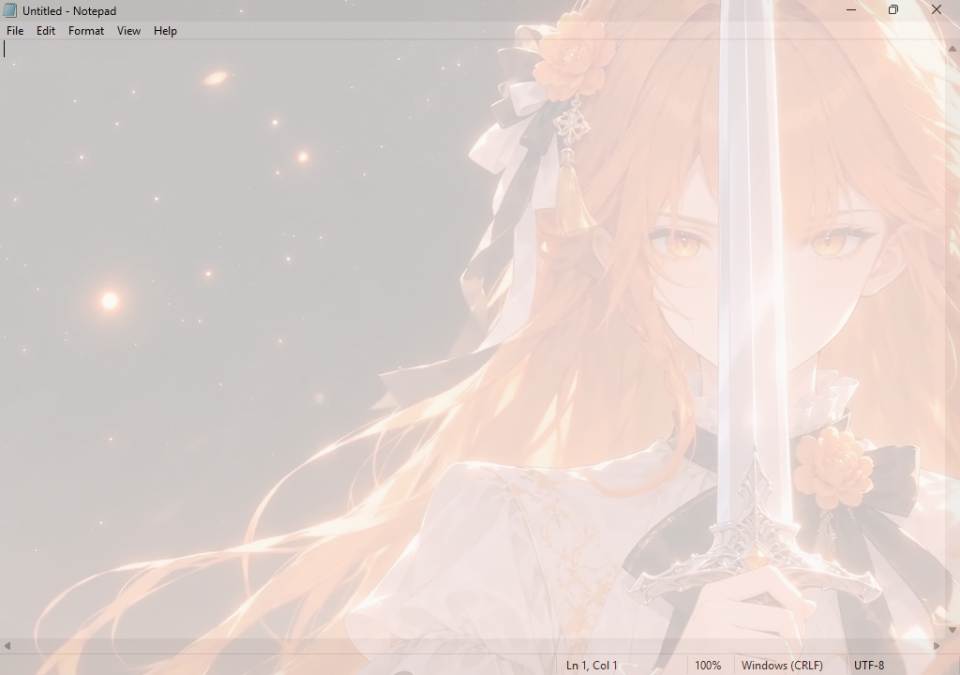 Untitled - Notepad
File Edit Format View Help
Ln 1, Col 1 100% Windows (CRLF) UTF-8